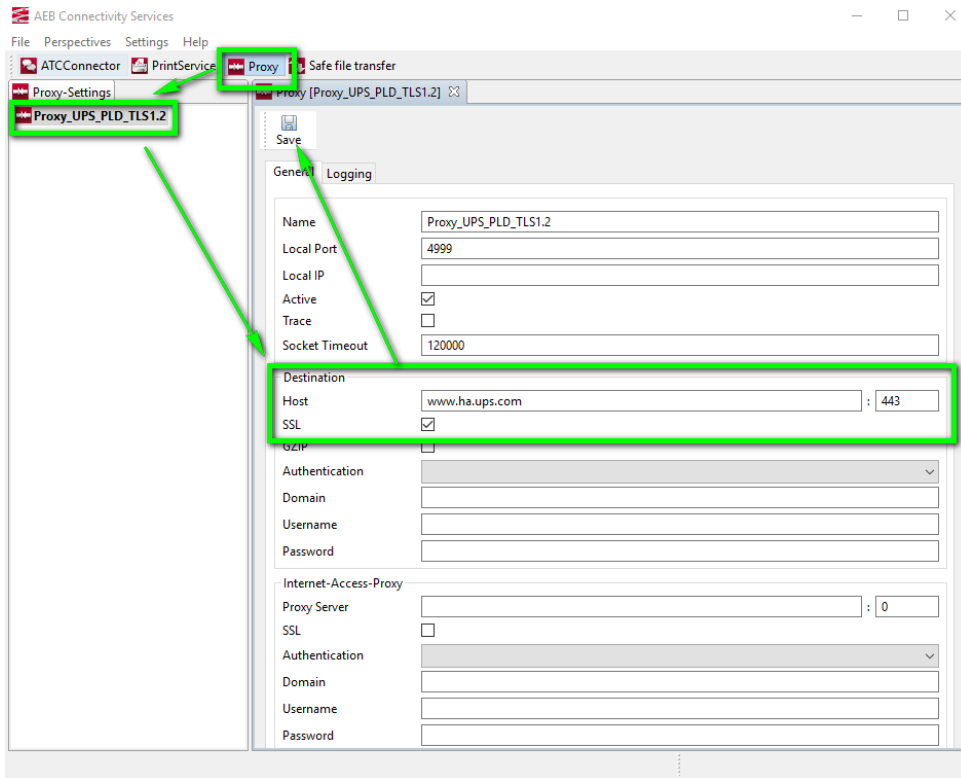 AEB Connectivity Services
File Perspectives Settings Help
ATCConnector PrintService Proxy Safe file transfer
Proxy-Settings
Proxy_UPS_PLD_TLS1.2
Proxy [Proxy_UPS_PLD_TLS1.2]
Save
General Logging
Name Proxy_UPS_PLD_TLS1.2
Local Port 4999
Local IP
Active
Trace
Socket Timeout 120000
Destination
Host www.ha.ups.com : 443
SSL
GZIP
Authentication
Domain
Username
Password
Internet-Access-Proxy
Proxy Server : 0
SSL
Authentication
Domain
Username
Password